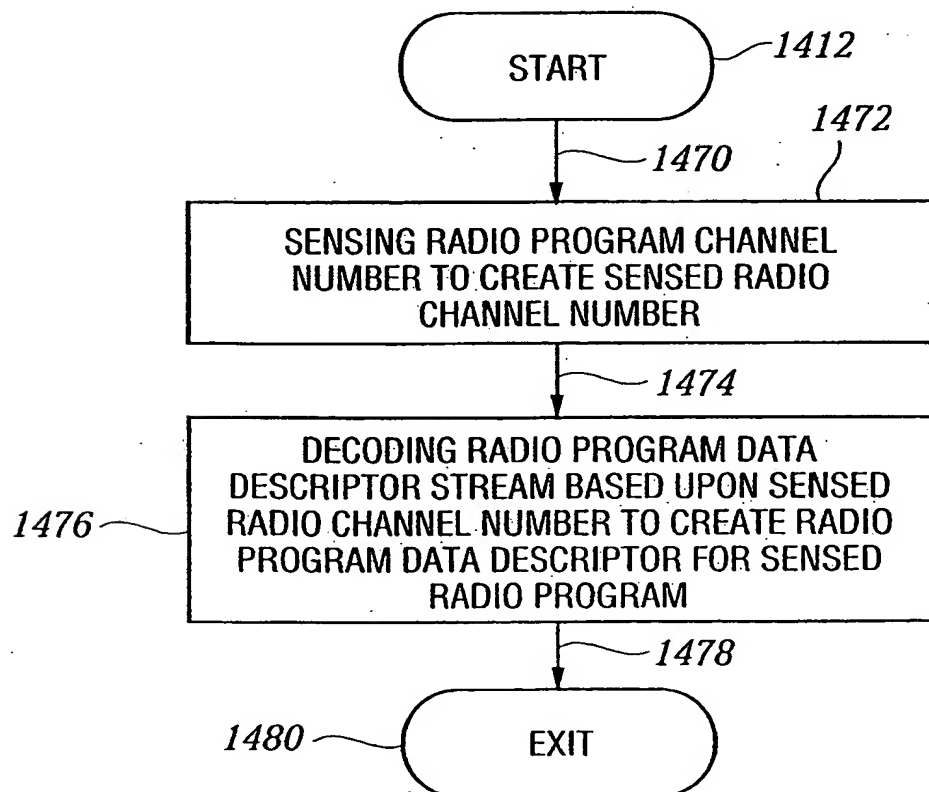 START
1412
1470
1472
SENSING RADIO PROGRAM CHANNEL
NUMBER TO CREATE SENSED RADIO
CHANNEL NUMBER
1474
DECODING RADIO PROGRAM DATA
DESCRIPTOR STREAM BASED UPON SENSED
RADIO CHANNEL NUMBER TO CREATE RADIO
PROGRAM DATA DESCRIPTOR FOR SENSED
RADIO PROGRAM
1476
1478
1480
EXIT